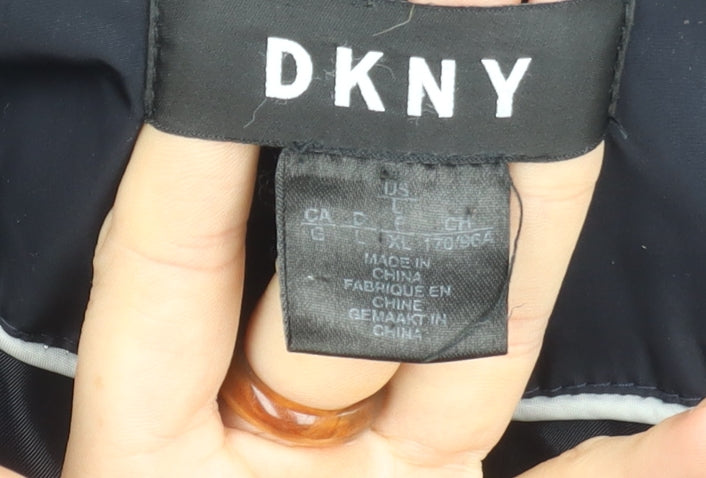 DKNY
US
L
CA D F CH
G L XL 170/96A
MADE IN
CHINA
FABRIQUE EN
CHINE
GEMAAKT IN
CHINA